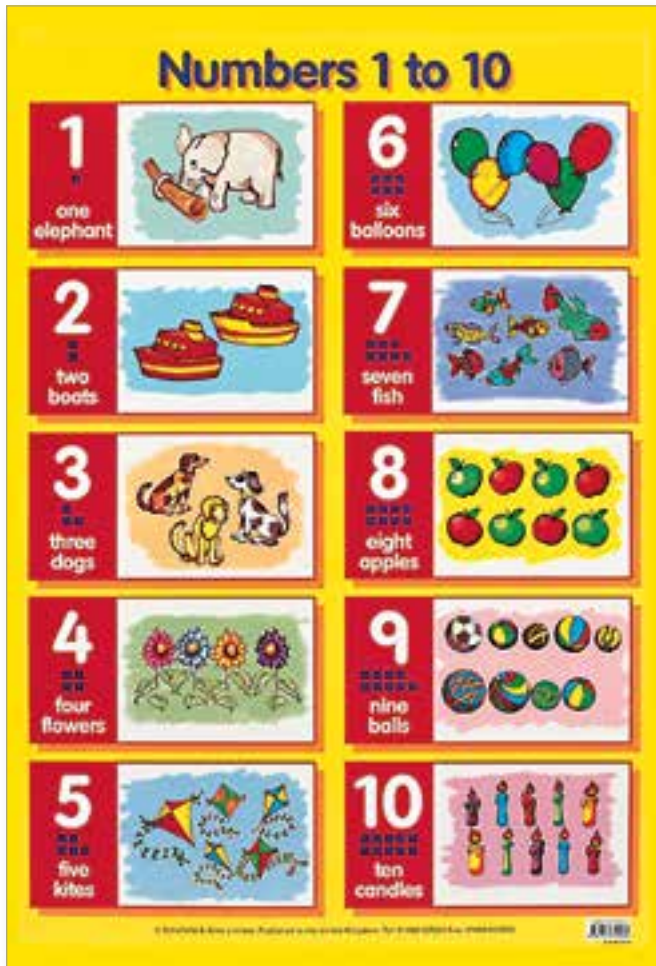 Numbers 1 to 10
1
one
elephant
2
two
boats
3
three
dogs
4
four
flowers
5
five
kites
6
six
balloons
7
seven
fish
8
eight
apples
9
nine
balls
10
ten
candles